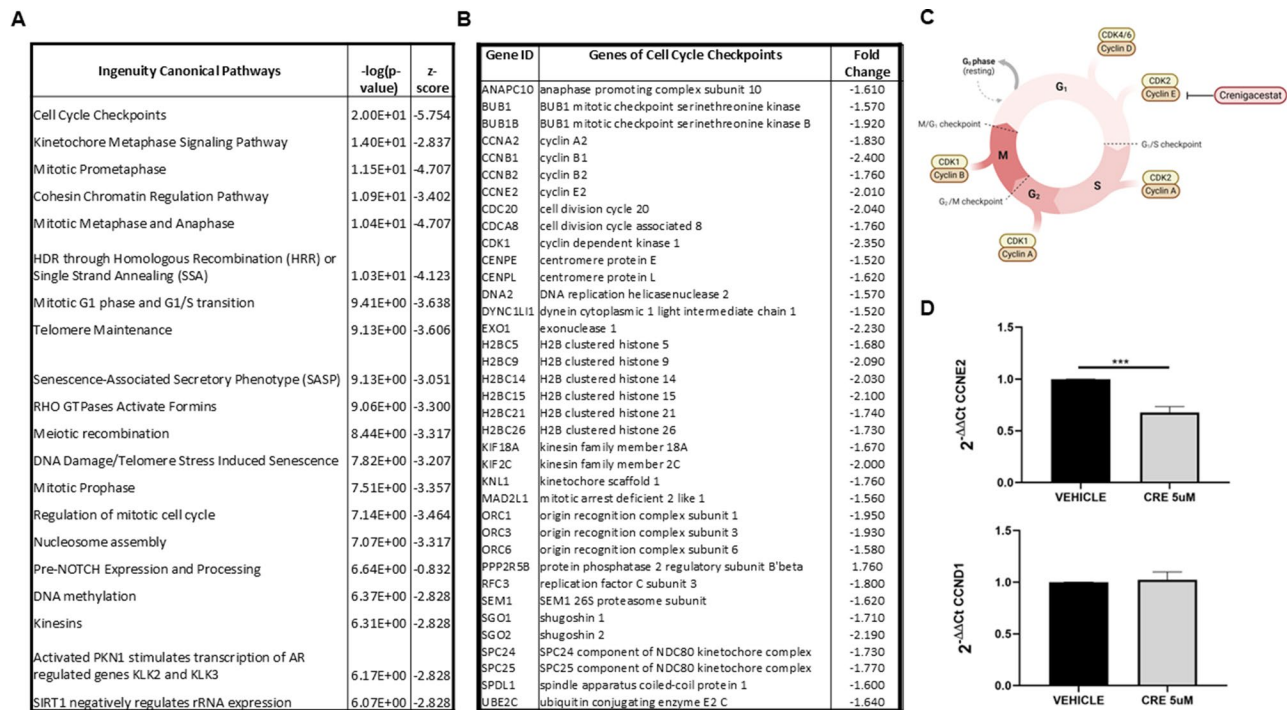 A
Ingenuity Canonical Pathways	-log(p-value)	z-score
Cell Cycle Checkpoints	2.00E+01	-5.754
Kinetochore Metaphase Signaling Pathway	1.40E+01	-2.837
Mitotic Prometaphase	1.15E+01	-4.707
Cohesin Chromatin Regulation Pathway	1.09E+01	-3.402
Mitotic Metaphase and Anaphase	1.04E+01	-4.707
HDR through Homologous Recombination (HRR) or
Single Strand Annealing (SSA)	1.03E+01	-4.123
Mitotic G1 phase and G1/S transition	9.41E+00	-3.638
Telomere Maintenance	9.13E+00	-3.606
Senescence-Associated Secretory Phenotype (SASP)	9.13E+00	-3.051
RHO GTPases Activate Formins	9.06E+00	-3.300
Meiotic recombination	8.44E+00	-3.317
DNA Damage/Telomere Stress Induced Senescence	7.82E+00	-3.207
Mitotic Prophase	7.51E+00	-3.357
Regulation of mitotic cell cycle	7.14E+00	-3.464
Nucleosome assembly	7.07E+00	-3.317
Pre-NOTCH Expression and Processing	6.64E+00	-0.832
DNA methylation	6.37E+00	-2.828
Kinesins	6.31E+00	-2.828
Activated PKN1 stimulates transcription of AR
regulated genes KLK2 and KLK3	6.17E+00	-2.828
SIRT1 negatively regulates rRNA expression	6.07E+00	-2.828
B
Gene ID	Genes of Cell Cycle Checkpoints	Fold Change
ANAPC10	anaphase promoting complex subunit 10	-1.610
BUB1	BUB1 mitotic checkpoint serinethreonine kinase	-1.570
BUB1B	BUB1 mitotic checkpoint serinethreonine kinase B	-1.920
CCNA2	cyclin A2	-1.830
CCNB1	cyclin B1	-2.400
CCNB2	cyclin B2	-1.760
CCNE2	cyclin E2	-2.010
CDC20	cell division cycle 20	-2.040
CDCA8	cell division cycle associated 8	-1.760
CDK1	cyclin dependent kinase 1	-2.350
CENPE	centromere protein E	-1.520
CENPL	centromere protein L	-1.620
DNA2	DNA replication helicasenuclease 2	-1.570
DYNC1LI1	dynein cytoplasmic 1 light intermediate chain 1	-1.520
EXO1	exonuclease 1	-2.230
H2BC5	H2B clustered histone 5	-1.680
H2BC9	H2B clustered histone 9	-2.090
H2BC14	H2B clustered histone 14	-2.030
H2BC15	H2B clustered histone 15	-2.100
H2BC21	H2B clustered histone 21	-1.740
H2BC26	H2B clustered histone 26	-1.730
KIF18A	kinesin family member 18A	-1.670
KIF2C	kinesin family member 2C	-2.000
KNL1	kinetochore scaffold 1	-1.760
MAD2L1	mitotic arrest deficient 2 like 1	-1.560
ORC1	origin recognition complex subunit 1	-1.950
ORC3	origin recognition complex subunit 3	-1.930
ORC6	origin recognition complex subunit 6	-1.580
PPP2R5B	protein phosphatase 2 regulatory subunit B'beta	1.760
RFC3	replication factor C subunit 3	-1.800
SEM1	SEM1 26S proteasome subunit	-1.620
SGO1	shugoshin 1	-1.710
SGO2	shugoshin 2	-2.190
SPC24	SPC24 component of NDC80 kinetochore complex	-1.730
SPC25	SPC25 component of NDC80 kinetochore complex	-1.770
SPDL1	spindle apparatus coiled-coil protein 1	-1.600
UBE2C	ubiquitin conjugating enzyme E2 C	-1.640
C
CDK4/6
Cyclin D
G₀ phase
(resting)
G₁
CDK2
Cyclin E
Crenigacestat
M/G₁ checkpoint
G₁/S checkpoint
M
CDK1
Cyclin B
S
CDK2
Cyclin A
G₂
G₂/M checkpoint
CDK1
Cyclin A
D
2^-ΔΔCt CCNE2
1.5
1.0
0.5
0.0
***
VEHICLE	CRE 5uM
2^-ΔΔCt CCND1
1.5
1.0
0.5
0.0
VEHICLE	CRE 5uM